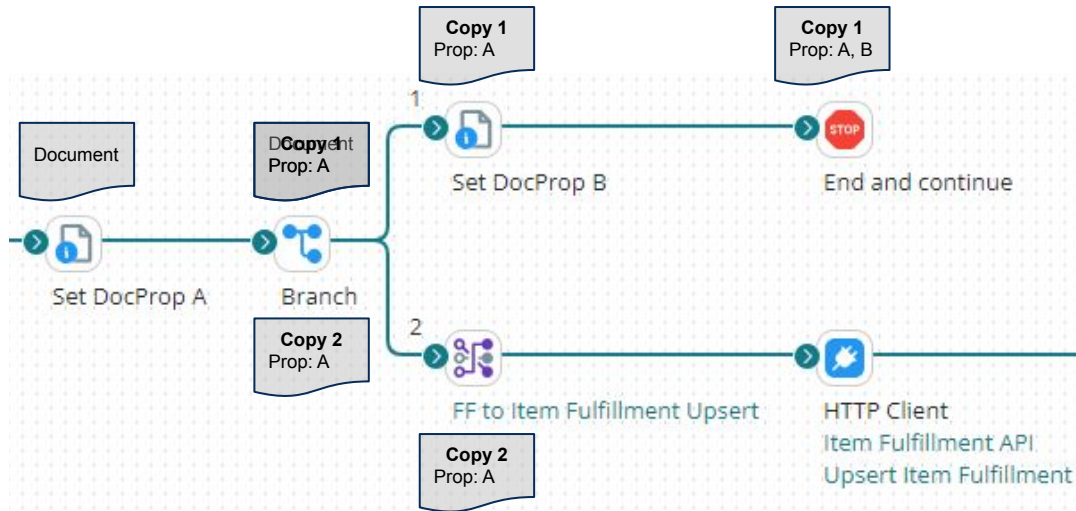 Copy 1
Prop: A
Copy 1
Prop: A, B
1
Document
Document
Copy 1
Prop: A
STOP
Set DocProp B
End and continue
Set DocProp A
Branch
2
Copy 2
Prop: A
FF to Item Fulfillment Upsert
HTTP Client
Item Fulfillment API
Upsert Item Fulfillment
Copy 2
Prop: A